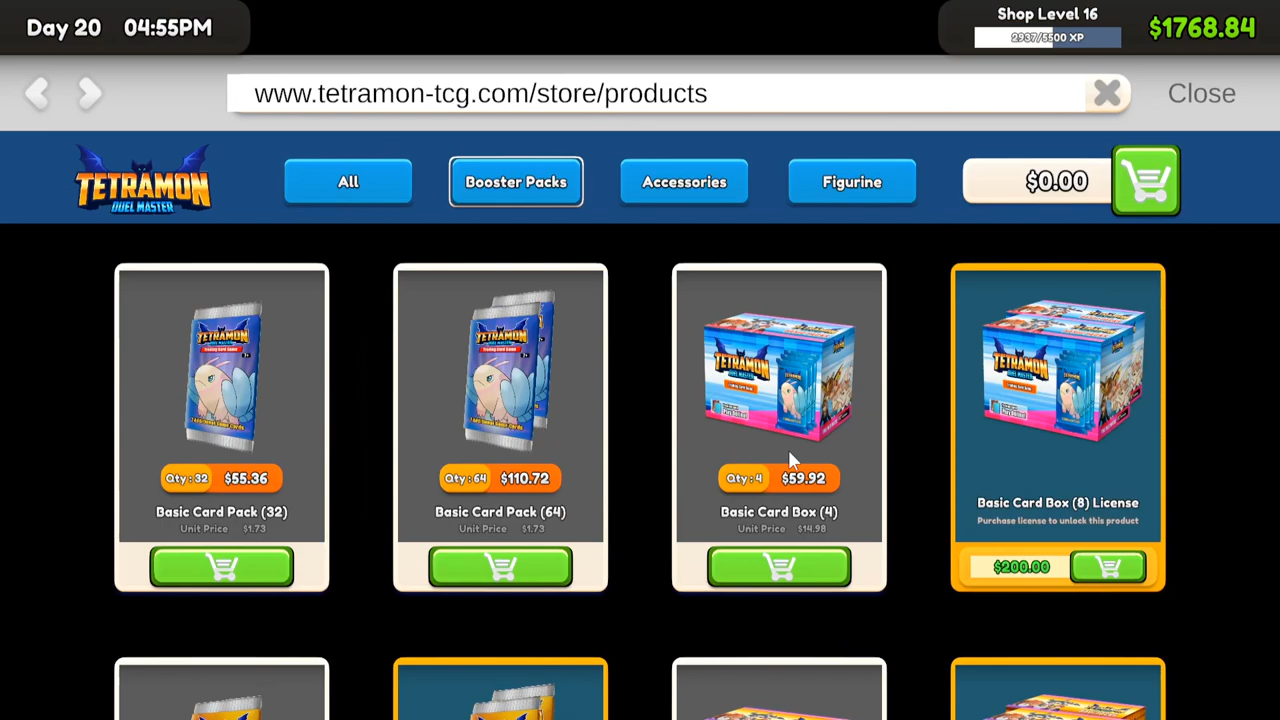 Day 20 04:55PM
Shop Level 16
2937/5500 XP
$1768.84
www.tetramon-tcg.com/store/products
Close
TETRAMON
DUEL MASTER
All
Booster Packs
Accessories
Figurine
$0.00
TETRAMON
TETRAMON
TETRAMON
TETRAMON
Qty : 32 $55.36
Basic Card Pack (32)
Unit Price $1.73
Qty : 64 $110.72
Basic Card Pack (64)
Unit Price $1.73
Qty : 4 $59.92
Basic Card Box (4)
Unit Price $14.98
Basic Card Box (8) License
Purchase license to unlock this product
$200.00